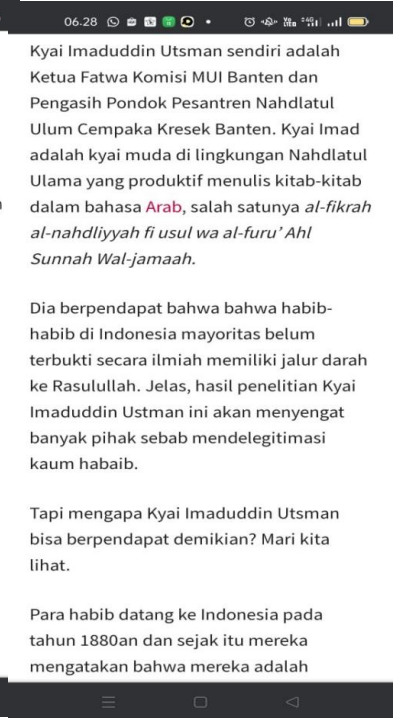 06.28
Kyai Imaduddin Utsman sendiri adalah
Ketua Fatwa Komisi MUI Banten dan
Pengasih Pondok Pesantren Nahdlatul
Ulum Cempaka Kresek Banten. Kyai Imad
adalah kyai muda di lingkungan Nahdlatul
Ulama yang produktif menulis kitab-kitab
dalam bahasa Arab, salah satunya al-fikrah
al-nahdliyyah fi usul wa al-furu' Ahl
Sunnah Wal-jamaah.
Dia berpendapat bahwa bahwa habib-
habib di Indonesia mayoritas belum
terbukti secara ilmiah memiliki jalur darah
ke Rasulullah. Jelas, hasil penelitian Kyai
Imaduddin Ustman ini akan menyengat
banyak pihak sebab mendelegitimasi
kaum habaib.
Tapi mengapa Kyai Imaduddin Utsman
bisa berpendapat demikian? Mari kita
lihat.
Para habib datang ke Indonesia pada
tahun 1880an dan sejak itu mereka
mengatakan bahwa mereka adalah